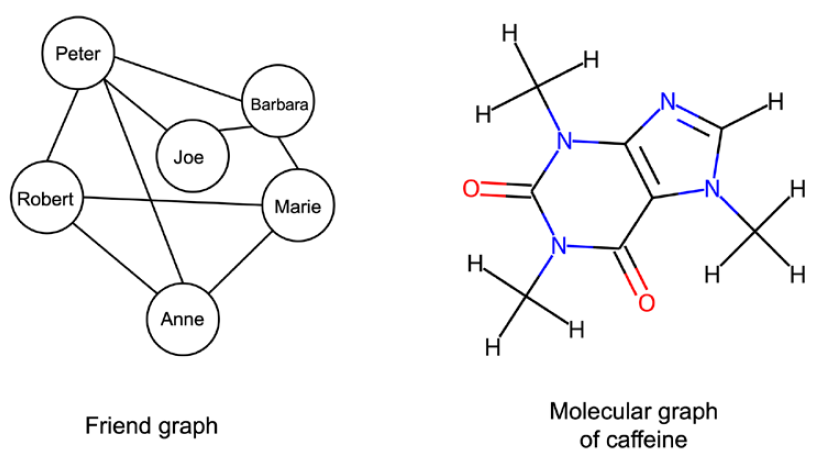 Peter
Barbara
Joe
Robert
Marie
Anne
Friend graph
H
H
H
N
N
H
O
N
H
N
H
O
H
H
H
H
Molecular graph
of caffeine